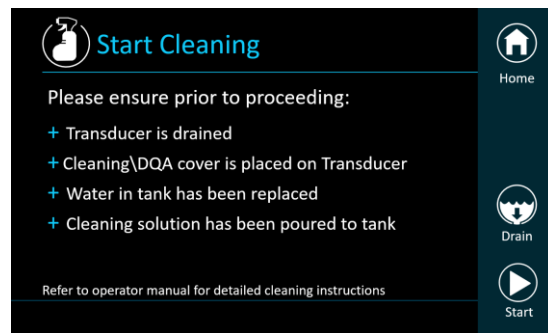 Start Cleaning
Home
Please ensure prior to proceeding:
+ Transducer is drained
+ Cleaning\DQA cover is placed on Transducer
+ Water in tank has been replaced
+ Cleaning solution has been poured to tank
Drain
Refer to operator manual for detailed cleaning instructions
Start